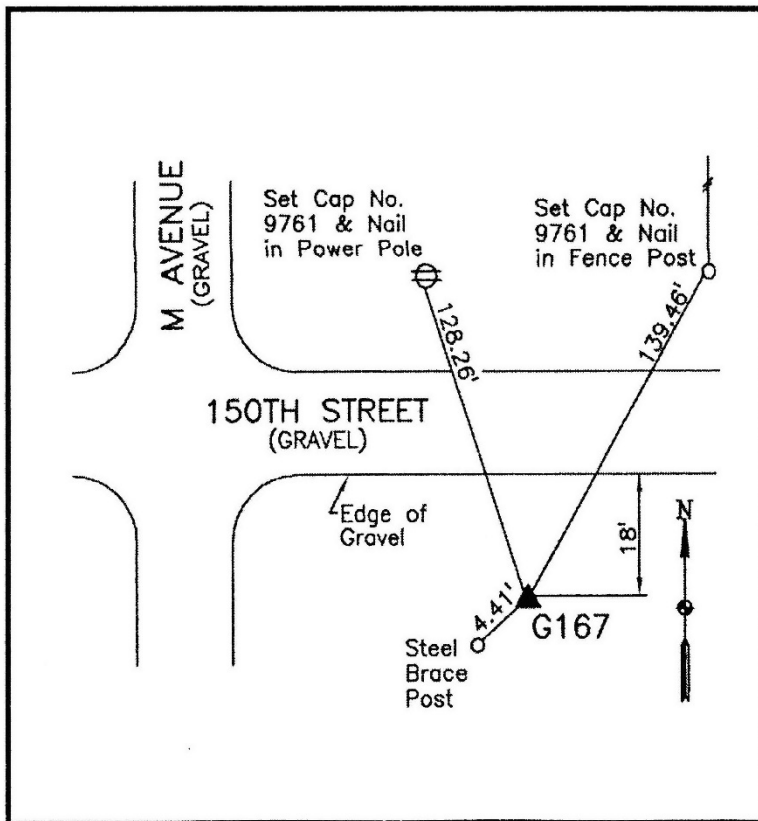 M AVENUE
(GRAVEL)
Set Cap No.
9761 & Nail
in Power Pole
Set Cap No.
9761 & Nail
in Fence Post
128.26'
139.46'
150TH STREET
(GRAVEL)
Edge of
Gravel
18'
N
4.41'
G167
Steel
Brace
Post